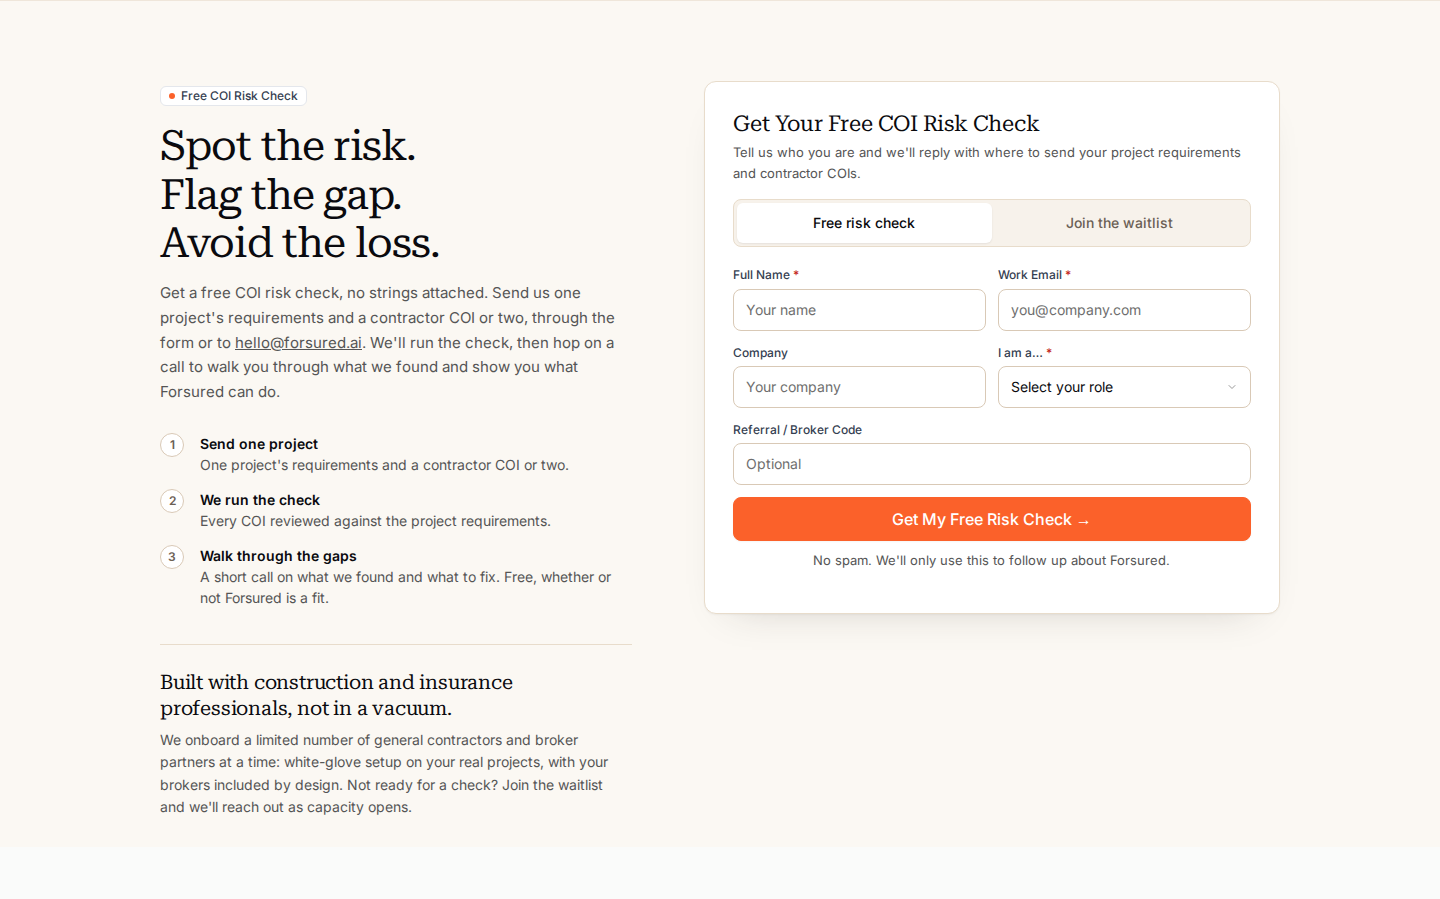 Free COI Risk Check
Spot the risk.
Flag the gap.
Avoid the loss.
Get a free COI risk check, no strings attached. Send us one
project's requirements and a contractor COI or two, through the
form or to hello@forsured.ai. We'll run the check, then hop on a
call to walk you through what we found and show you what
Forsured can do.
1
Send one project
One project's requirements and a contractor COI or two.
2
We run the check
Every COI reviewed against the project requirements.
3
Walk through the gaps
A short call on what we found and what to fix. Free, whether or
not Forsured is a fit.
Built with construction and insurance
professionals, not in a vacuum.
We onboard a limited number of general contractors and broker
partners at a time: white-glove setup on your real projects, with your
brokers included by design. Not ready for a check? Join the waitlist
and we'll reach out as capacity opens.
Get Your Free COI Risk Check
Tell us who you are and we'll reply with where to send your project requirements
and contractor COIs.
Free risk check
Join the waitlist
Full Name *
Work Email *
Your name
you@company.com
Company
I am a... *
Your company
Select your role
Referral / Broker Code
Optional
Get My Free Risk Check →
No spam. We'll only use this to follow up about Forsured.